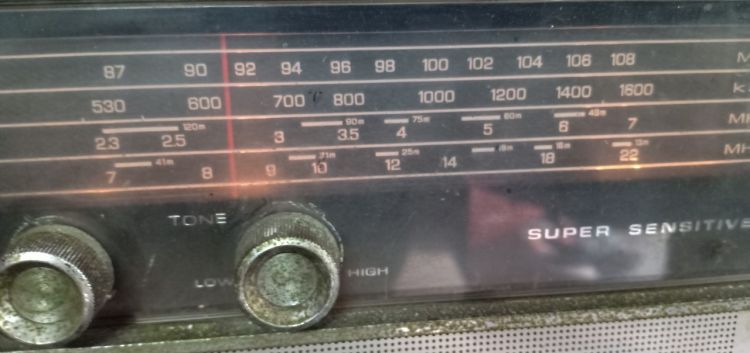 87 90 92 94 96 98 100 102 104 106 108 M
530 600 700 800 1000 1200 1400 1600 k
120m 90m 75m 60m 49m
2.3 2.5 3 3.5 4 5 6 7 M
41m 31m 25m 16m 13m
7 8 9 10 12 14 18 22 MH
TONE
SUPER SENSITIVE
LOW HIGH